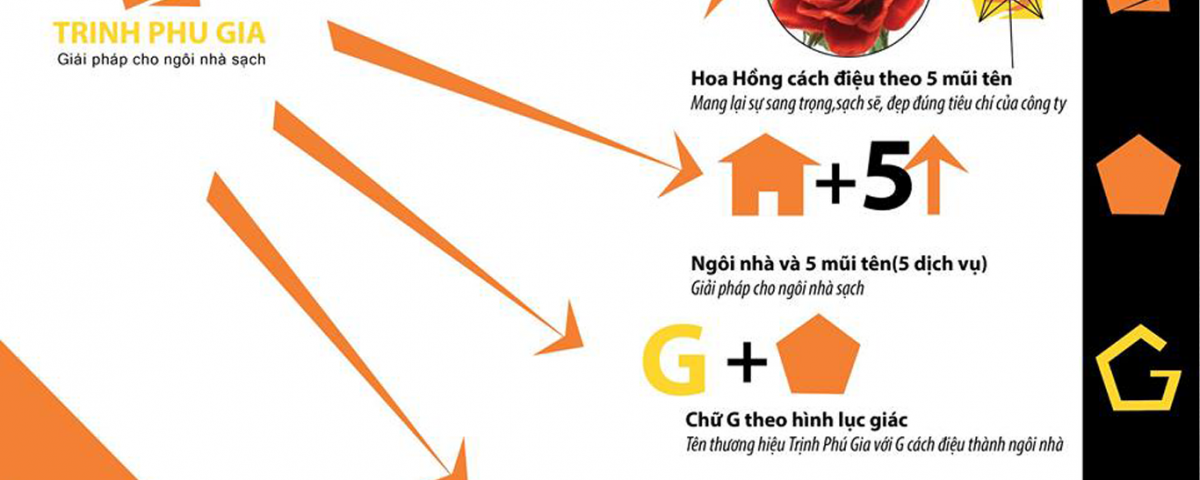 TRINH PHU GIA
Giải pháp cho ngôi nhà sạch
Hoa Hồng cách điệu theo 5 mũi tên
Mang lại sự sang trọng,sạch sẽ, đẹp đúng tiêu chí của công ty
+5
Ngôi nhà và 5 mũi tên(5 dịch vụ)
Giải pháp cho ngôi nhà sạch
G +
Chữ G theo hình lục giác
Tên thương hiệu Trịnh Phú Gia với G cách điệu thành ngôi nhà
G